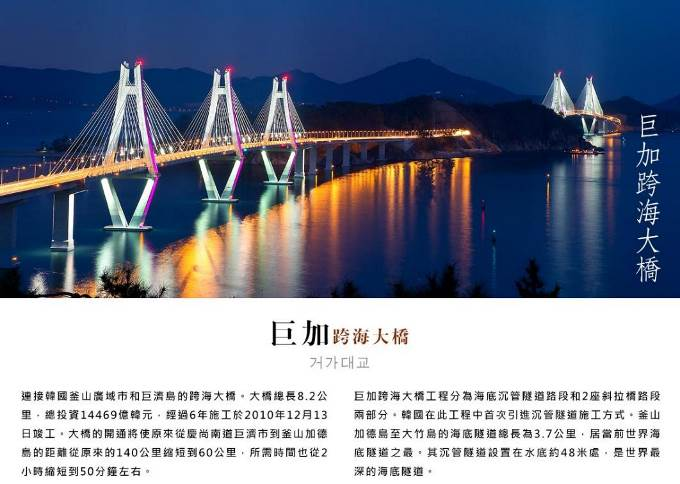 巨加跨海大橋
巨加跨海大橋
거가대교
連接韓國釜山廣域市和巨濟島的跨海大橋。大橋總長8.2公
里，總投資14469億韓元，經過6年施工於2010年12月13
日竣工。大橋的開通將使原來從慶尚南道巨濟市到釜山加德
島的距離從原來的140公里縮短到60公里，所需時間也從2
小時縮短到50分鐘左右。
巨加跨海大橋工程分為海底沉管隧道路段和2座斜拉橋路段
兩部分。韓國在此工程中首次引進沉管隧道施工方式。釜山
加德島至大竹島的海底隧道總長為3.7公里，居當前世界海
底隧道之最。其沉管隧道設置在水底約48米處，是世界最
深的海底隧道。